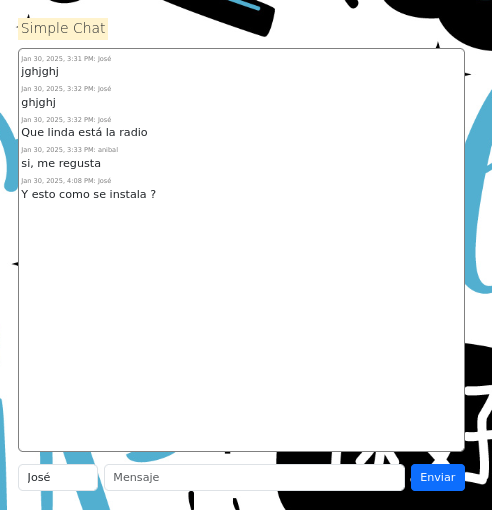 Simple Chat
Jan 30, 2025, 3:31 PM: José
jghjghj
Jan 30, 2025, 3:32 PM: José
ghjghj
Jan 30, 2025, 3:32 PM: José
Que linda está la radio
Jan 30, 2025, 3:33 PM: anibal
si, me regusta
Jan 30, 2025, 4:08 PM: José
Y esto como se instala ?
José
Mensaje
Enviar